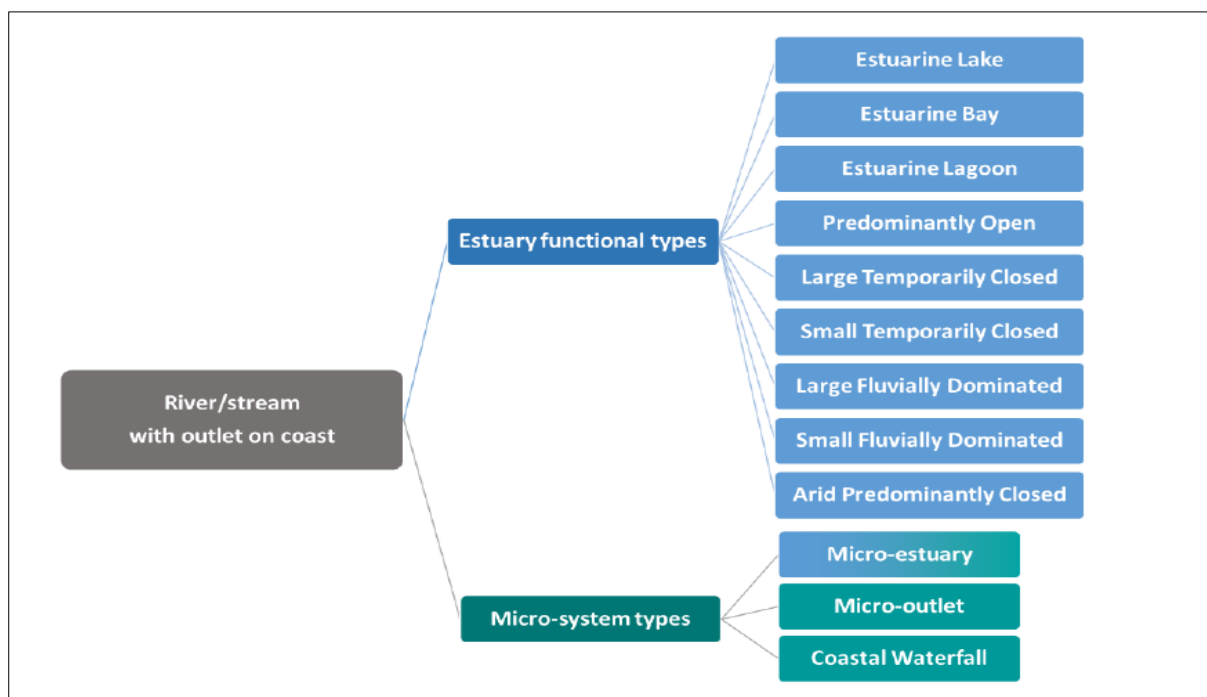 River/stream
with outlet on coast
Estuary functional types
Estuarine Lake
Estuarine Bay
Estuarine Lagoon
Predominantly Open
Large Temporarily Closed
Small Temporarily Closed
Large Fluvially Dominated
Small Fluvially Dominated
Arid Predominantly Closed
Micro-system types
Micro-estuary
Micro-outlet
Coastal Waterfall